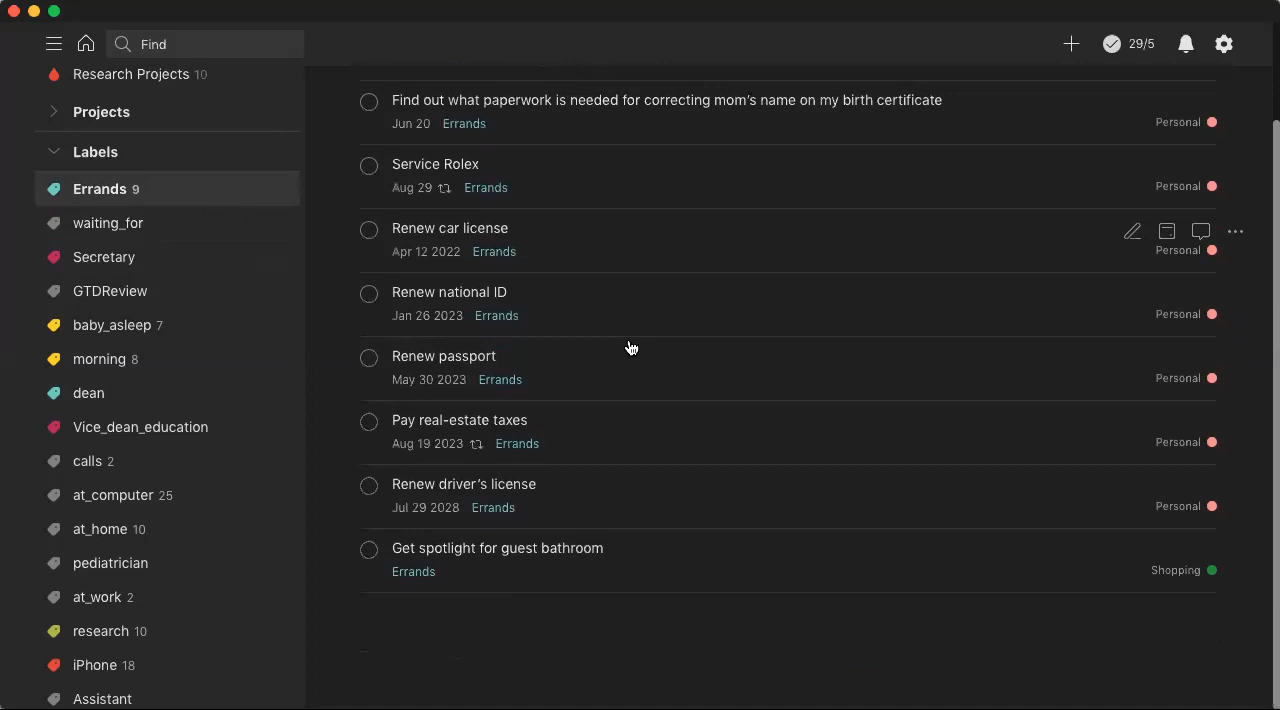 Find
29/5
Research Projects 10
Projects
Labels
Errands 9
waiting_for
Secretary
GTDReview
baby_asleep 7
morning 8
dean
Vice_dean_education
calls 2
at_computer 25
at_home 10
pediatrician
at_work 2
research 10
iPhone 18
Assistant
Find out what paperwork is needed for correcting mom's name on my birth certificate
Jun 20 Errands Personal
Service Rolex
Aug 29 Errands Personal
Renew car license
Apr 12 2022 Errands Personal
Renew national ID
Jan 26 2023 Errands Personal
Renew passport
May 30 2023 Errands Personal
Pay real-estate taxes
Aug 19 2023 Errands Personal
Renew driver's license
Jul 29 2028 Errands Personal
Get spotlight for guest bathroom
Errands Shopping